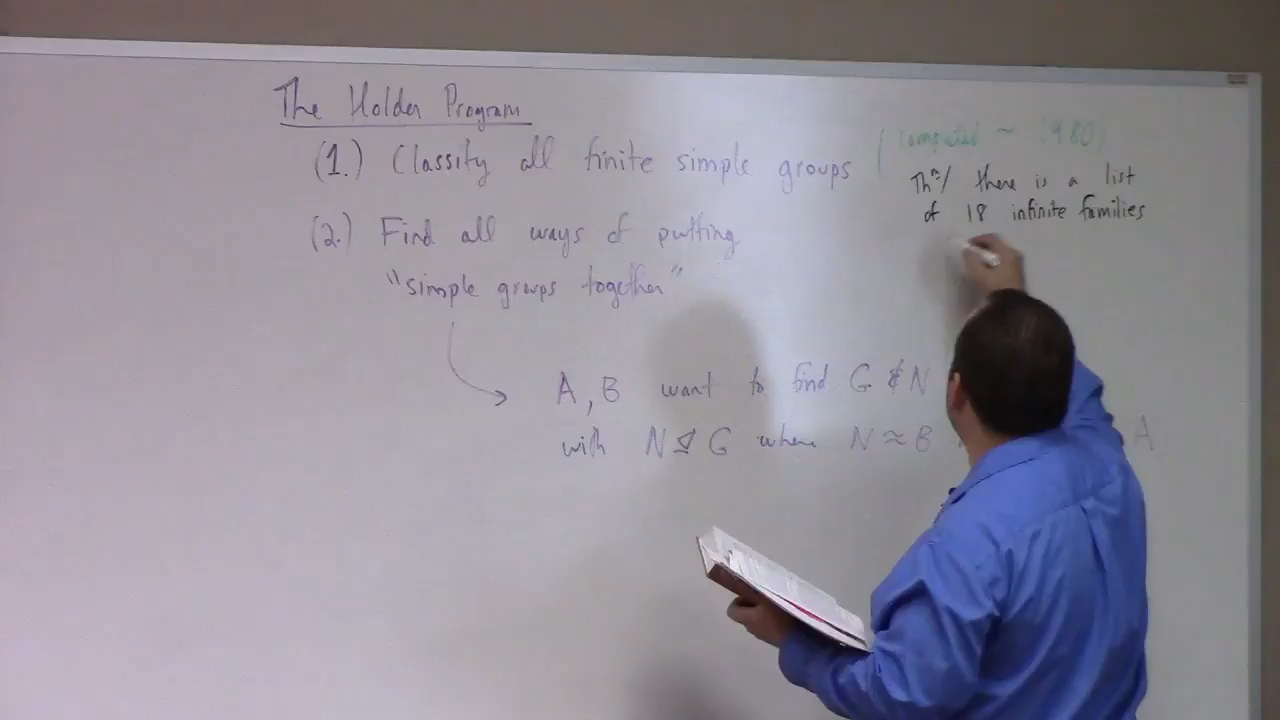 The Holder Program
(1.) Classify all finite simple groups
(Completed ~ 1980)
Thm/ there is a list
of 18 infinite families
(2.) Find all ways of putting
"simple groups together"
A, B want to find G & N
with N ⊴ G where N ≈ B
A